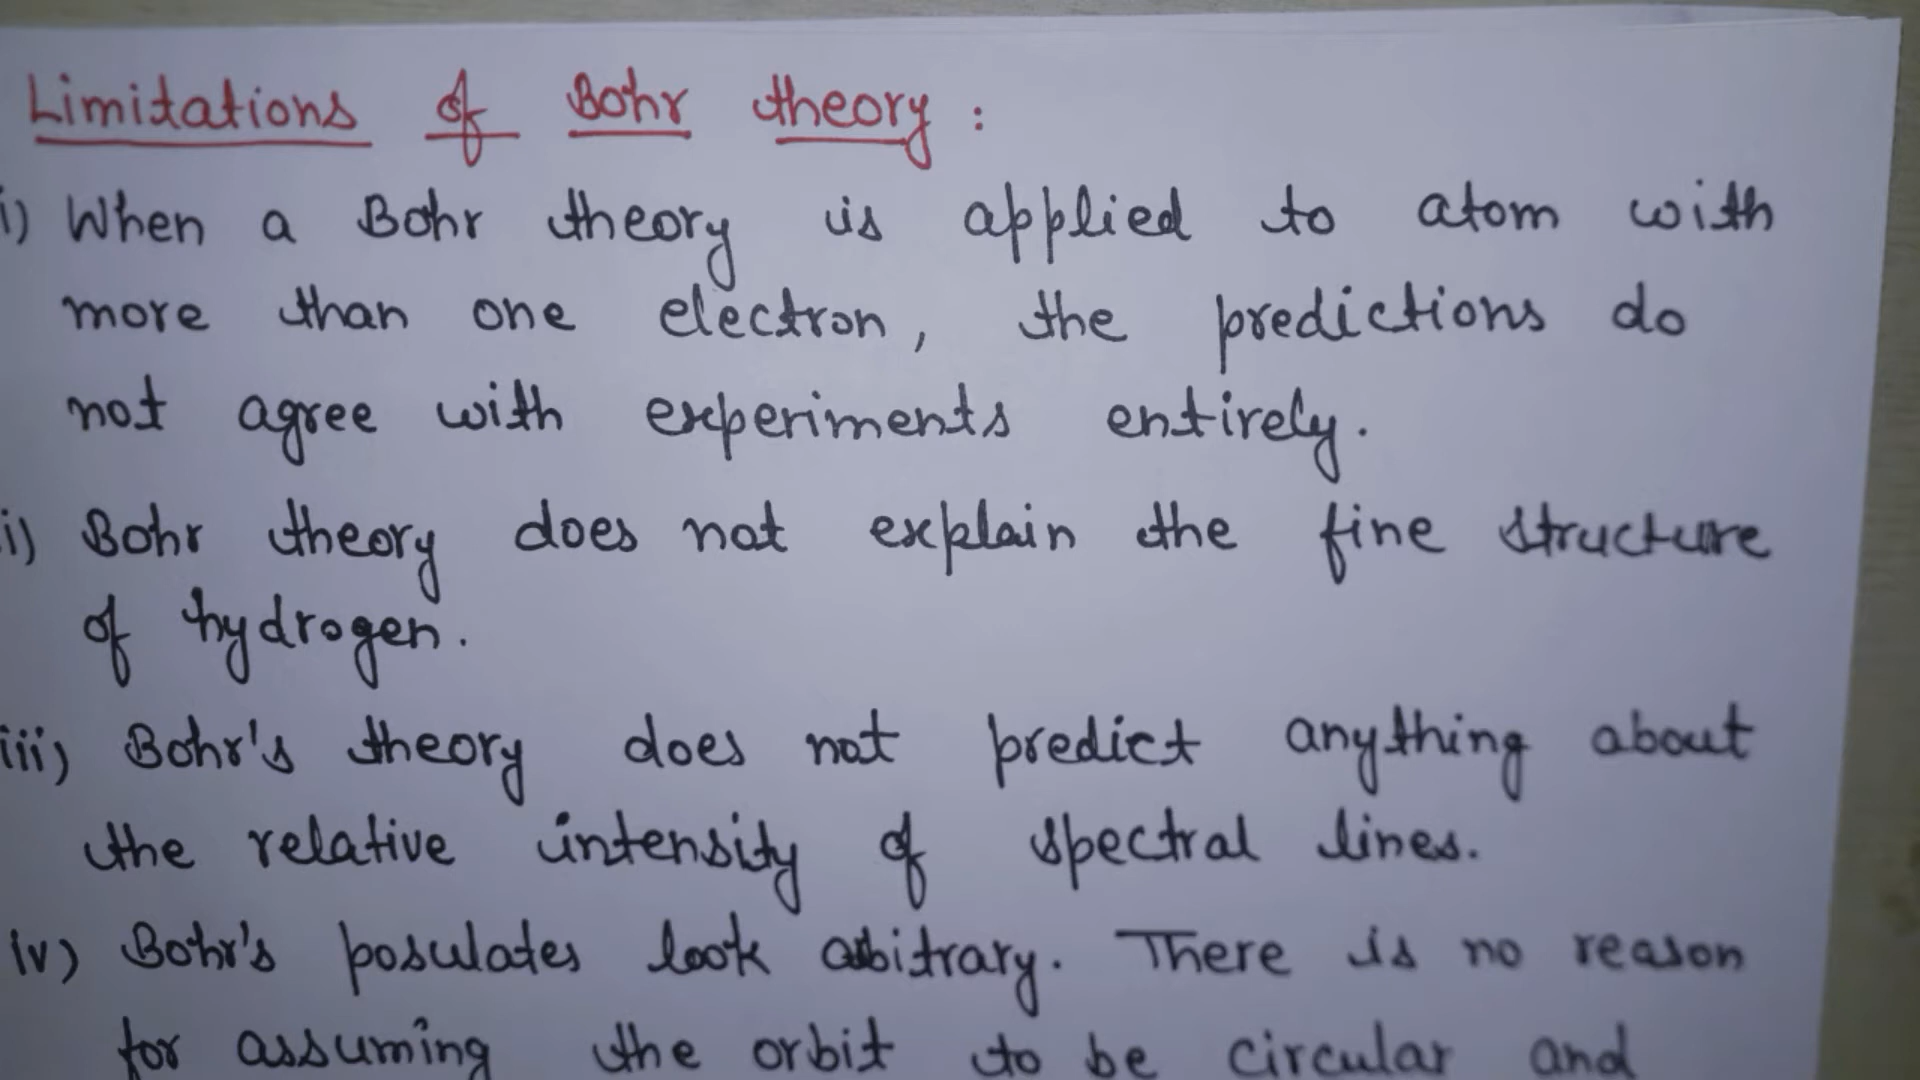 Limitations of Bohr theory :
i) When a Bohr theory is applied to atom with
more than one electron, the predictions do
not agree with experiments entirely.
i) Bohr theory does not explain the fine structure
of hydrogen.
iii) Bohr's theory does not predict anything about
the relative intensity of spectral lines.
iv) Bohr's posulates look abitrary. There is no reason
for assuming the orbit to be circular and